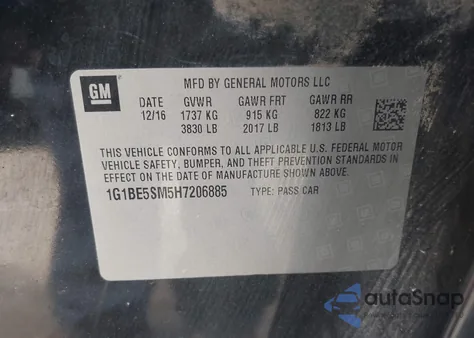 GM
MFD BY GENERAL MOTORS LLC
DATE GVWR GAWR FRT GAWR RR
12/16 1737 KG 915 KG 822 KG
3830 LB 2017 LB 1813 LB
THIS VEHICLE CONFORMS TO ALL APPLICABLE U.S. FEDERAL MOTOR
VEHICLE SAFETY, BUMPER, AND THEFT PREVENTION STANDARDS IN
EFFECT ON THE DATE OF MANUFACTURE SHOWN ABOVE.
1G1BE5SM5H7206885 TYPE: PASS CAR
autoSnap